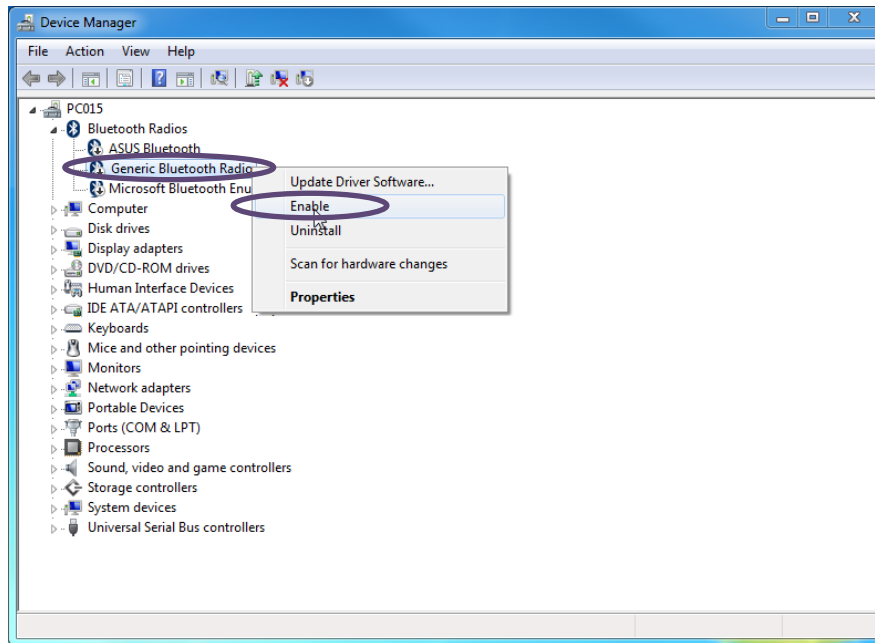 Device Manager
File Action View Help
PC015
Bluetooth Radios
ASUS Bluetooth
Generic Bluetooth Radio
Microsoft Bluetooth Enu
Update Driver Software...
Enable
Uninstall
Scan for hardware changes
Properties
Computer
Disk drives
Display adapters
DVD/CD-ROM drives
Human Interface Devices
IDE ATA/ATAPI controllers
Keyboards
Mice and other pointing devices
Monitors
Network adapters
Portable Devices
Ports (COM & LPT)
Processors
Sound, video and game controllers
Storage controllers
System devices
Universal Serial Bus controllers